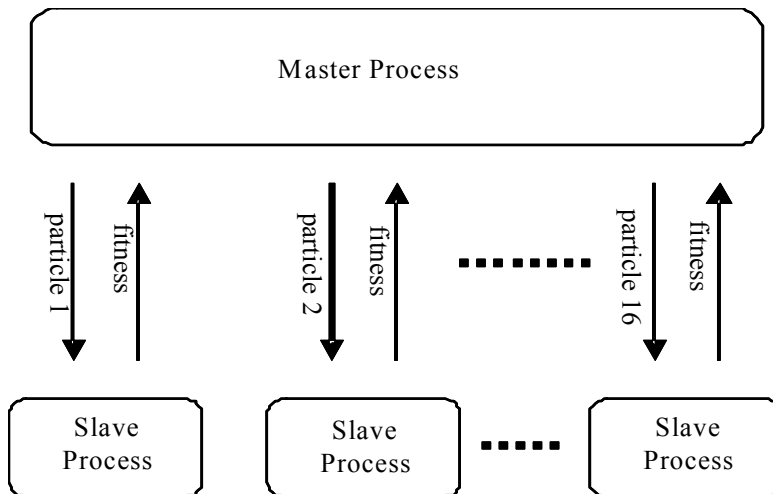 Master Process
particle 1
fitness
particle 2
fitness
particle 16
fitness
Slave
Process
Slave
Process
Slave
Process